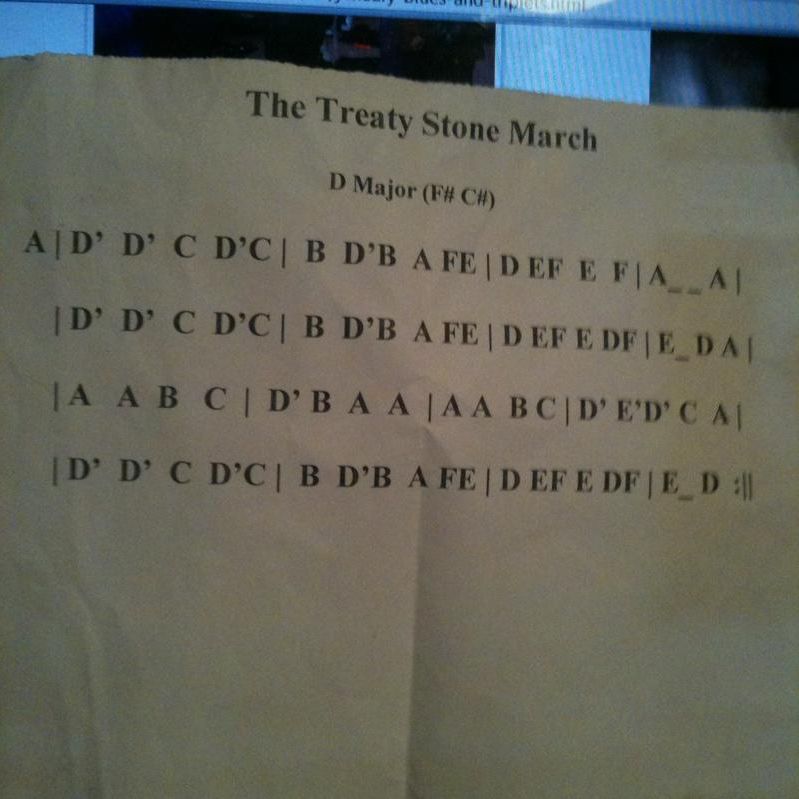 The Treaty Stone March
D Major (F# C#)
A | D’ D’ C D’C | B D’B A FE | D EF E F | A_ _ A |
| D’ D’ C D’C | B D’B A FE | D EF E DF | E_ D A |
| A A B C | D’ B A A | A A B C | D’ E’D’ C A |
| D’ D’ C D’C | B D’B A FE | D EF E DF | E_ D :||